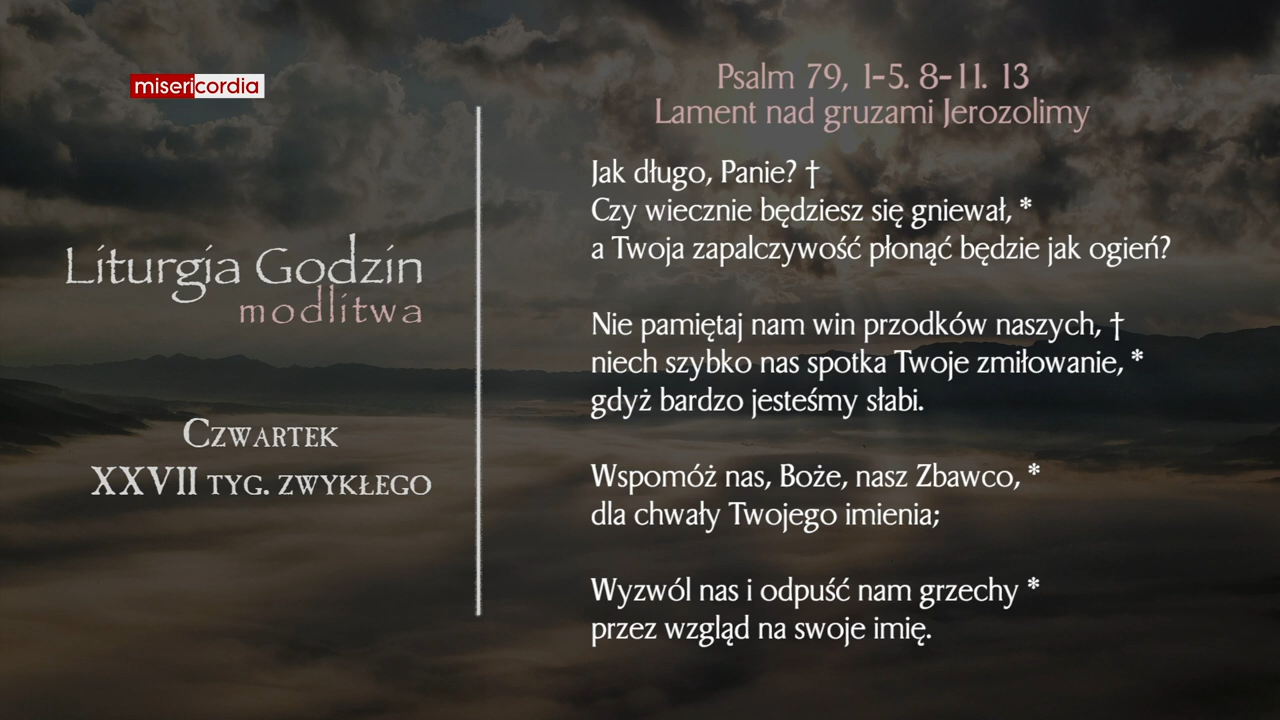 misericordia
Liturgia Godzin
modlitwa
Czwartek
XXVII tyg. zwykłego
Psalm 79, 1-5. 8-11. 13
Lament nad gruzami Jerozolimy
Jak długo, Panie? †
Czy wiecznie będziesz się gniewał, *
a Twoja zapalczywość płonąć będzie jak ogień?
Nie pamiętaj nam win przodków naszych, †
niech szybko nas spotka Twoje zmiłowanie, *
gdyż bardzo jesteśmy słabi.
Wspomóż nas, Boże, nasz Zbawco, *
dla chwały Twojego imienia;
Wyzwól nas i odpuść nam grzechy *
przez wzgląd na swoje imię.